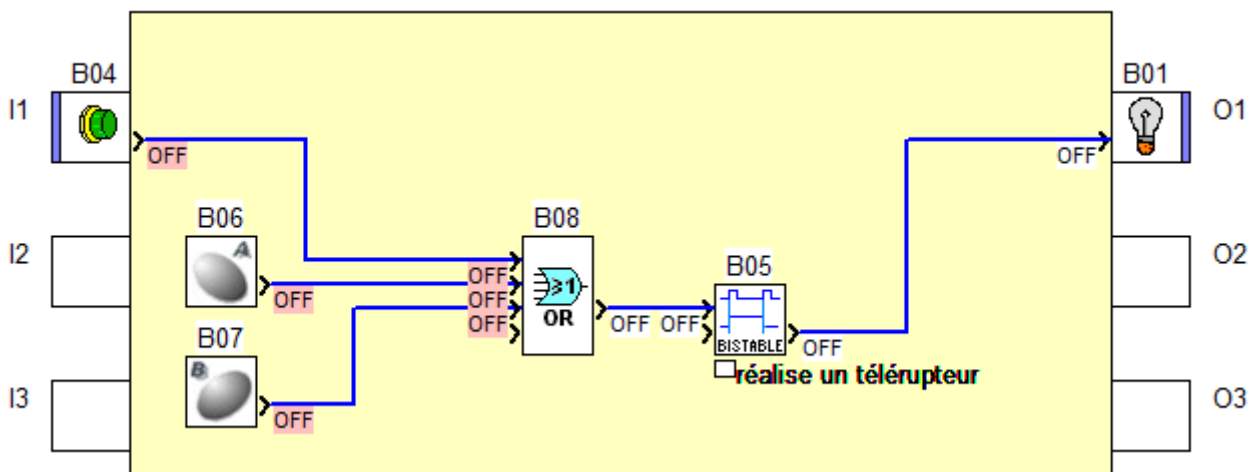 B04
B01
I1
O1
OFF
OFF
B06
B08
I2
O2
A
OFF
OFF
OFF
OFF
≥1
OR
B05
OFF
OFF
BISTABLE
OFF
réalise un télérupteur
B07
I3
O3
B
OFF